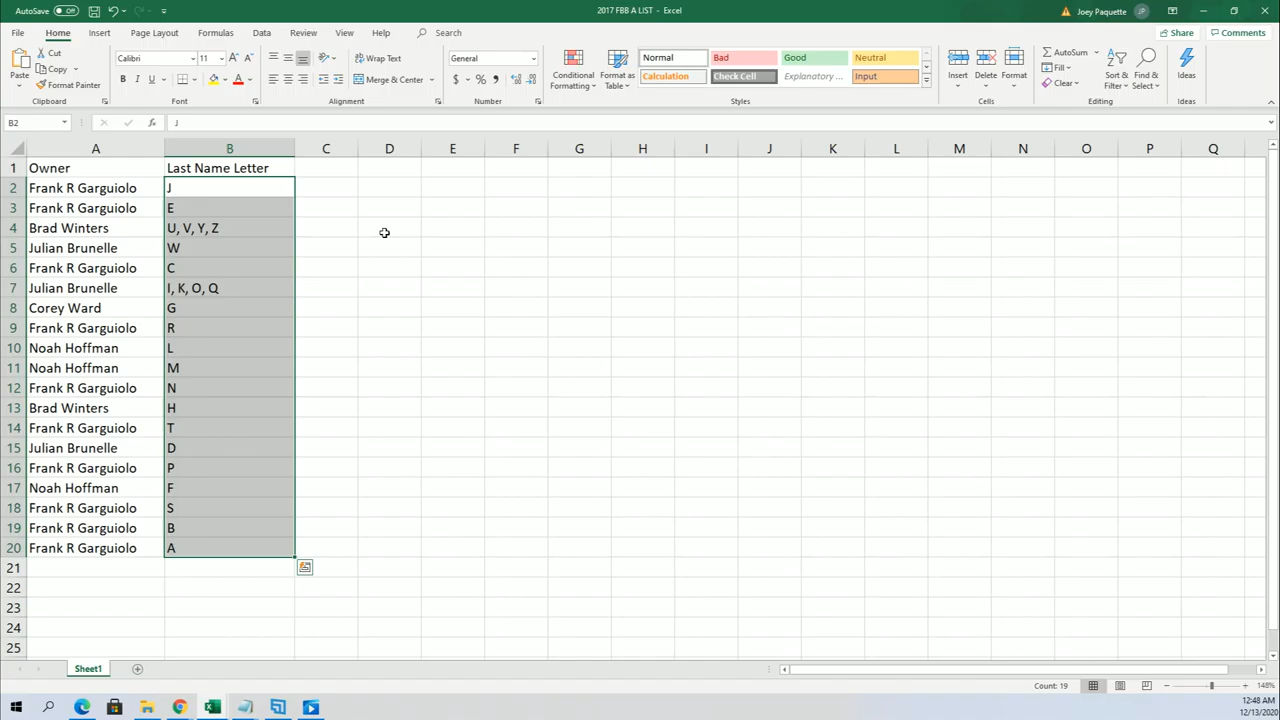 AutoSave Off
2017 FBB A LIST - Excel
Joey Paquette JP
File Home Insert Page Layout Formulas Data Review View Help Search
Share Comments
Paste
Cut
Copy
Format Painter
Clipboard
Calibri 11
B I U
Font
Wrap Text
Merge & Center
Alignment
General
$ % ,
Number
Conditional Formatting
Format as Table
Normal Bad Good Neutral
Calculation Check Cell Explanatory ... Input
Styles
Insert Delete Format
Cells
AutoSum
Fill
Clear
Sort & Filter
Find & Select
Editing
Ideas
Ideas
B2 fx J
A B C D E F G H I J K L M N O P Q
1 Owner Last Name Letter
2 Frank R Garguiolo J
3 Frank R Garguiolo E
4 Brad Winters U, V, Y, Z
5 Julian Brunelle W
6 Frank R Garguiolo C
7 Julian Brunelle I, K, O, Q
8 Corey Ward G
9 Frank R Garguiolo R
10 Noah Hoffman L
11 Noah Hoffman M
12 Frank R Garguiolo N
13 Brad Winters H
14 Frank R Garguiolo T
15 Julian Brunelle D
16 Frank R Garguiolo P
17 Noah Hoffman F
18 Frank R Garguiolo S
19 Frank R Garguiolo B
20 Frank R Garguiolo A
21
22
23
24
25
Sheet1
Count: 19
148%
12:48 AM
12/13/2020